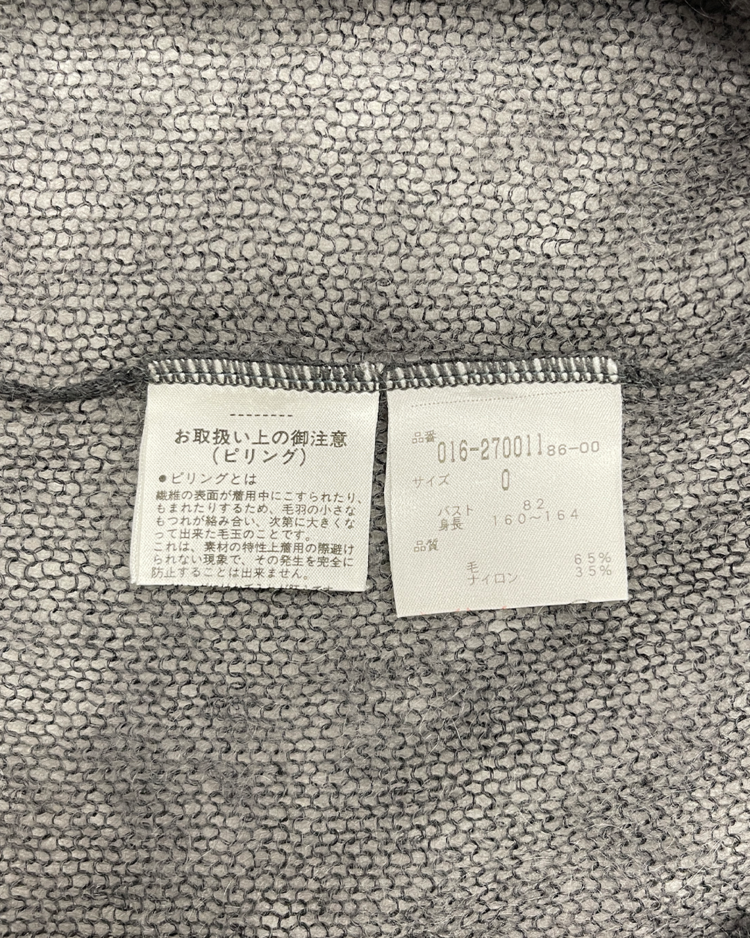 お取扱い上の御注意
(ピリング)
●ピリングとは
繊維の表面が着用中にこすられたり、
もまれたりするため、毛羽の小さな
もつれが絡み合い、次第に大きくな
って出来た毛玉のことです。
これは、素材の特性上着用の際避け
られない現象で、その発生を完全に
防止することは出来ません。
品番 016-270011 86-00
サイズ 0
バスト 82
身長 160～164
品質
毛 65%
ナイロン 35%